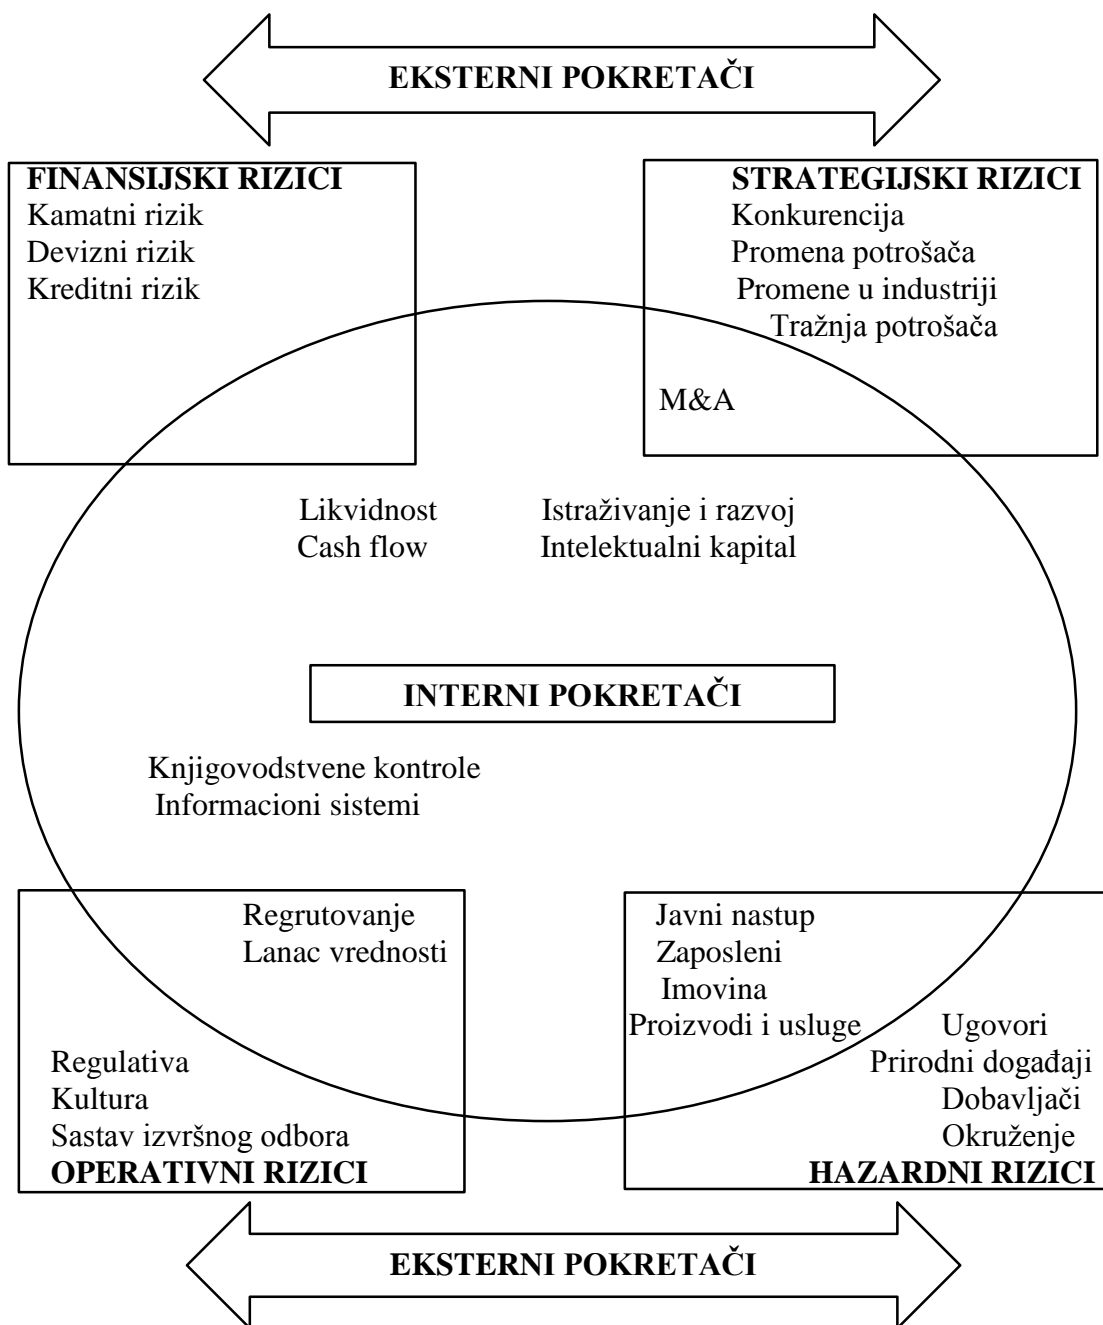 EKSTERNI POKRETAČI
FINANSIJSKI RIZICI
Kamatni rizik
Devizni rizik
Kreditni rizik
STRATEGIJSKI RIZICI
Konkurencija
Promena potrošača
Promene u industriji
Tražnja potrošača
M&A
Likvidnost
Cash flow
Istraživanje i razvoj
Intelektualni kapital
INTERNI POKRETAČI
Knjigovodstvene kontrole
Informacioni sistemi
Regrutovanje
Lanac vrednosti
Regulativa
Kultura
Sastav izvršnog odbora
OPERATIVNI RIZICI
Javni nastup
Zaposleni
Imovina
Proizvodi i usluge
Ugovori
Prirodni događaji
Dobavljači
Okruženje
HAZARDNI RIZICI
EKSTERNI POKRETAČI